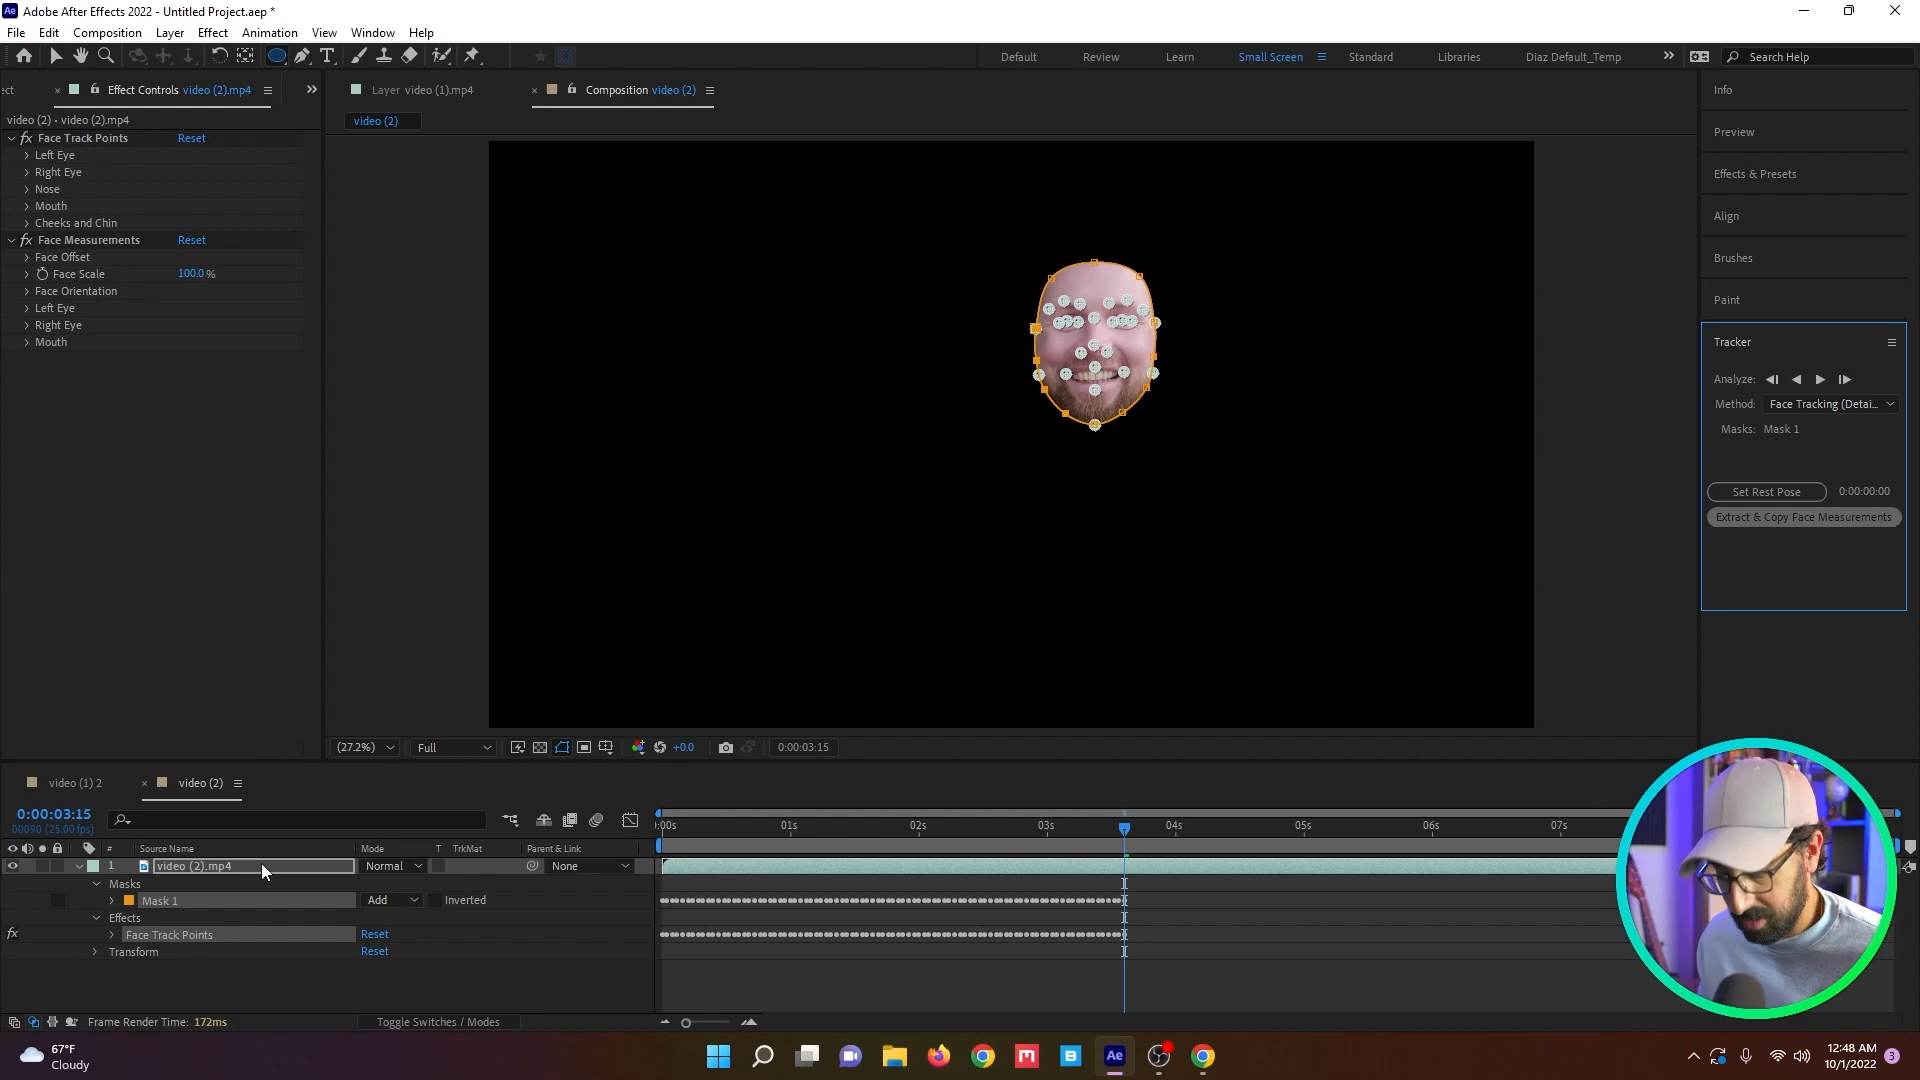 Ae Adobe After Effects 2022 - Untitled Project.aep *
File Edit Composition Layer Effect Animation View Window Help
Default Review Learn Small Screen Standard Libraries Diaz Default_Temp Search Help
ect Effect Controls video (2).mp4
Layer video (1).mp4 Composition video (2)
video (2) • video (2).mp4
video (2)
fx Face Track Points Reset
Left Eye
Right Eye
Nose
Mouth
Cheeks and Chin
fx Face Measurements Reset
Face Offset
Face Scale 100.0 %
Face Orientation
Left Eye
Right Eye
Mouth
Info
Preview
Effects & Presets
Align
Brushes
Paint
Tracker
Analyze:
Method: Face Tracking (Detai...
Masks: Mask 1
Set Rest Pose 0:00:00:00
Extract & Copy Face Measurements
(27.2%) Full +0.0 0:00:03:15
video (1) 2 video (2)
0:00:03:15
00090 (25.00 fps)
:00s 01s 02s 03s 04s 05s 06s 07s
# Source Name Mode T TrkMat Parent & Link
1 video (2).mp4 Normal None
Masks
Mask 1 Add Inverted
Effects
fx Face Track Points Reset
Transform Reset
Frame Render Time: 172ms Toggle Switches / Modes
67°F
Cloudy
M B Ae
12:48 AM
10/1/2022 3